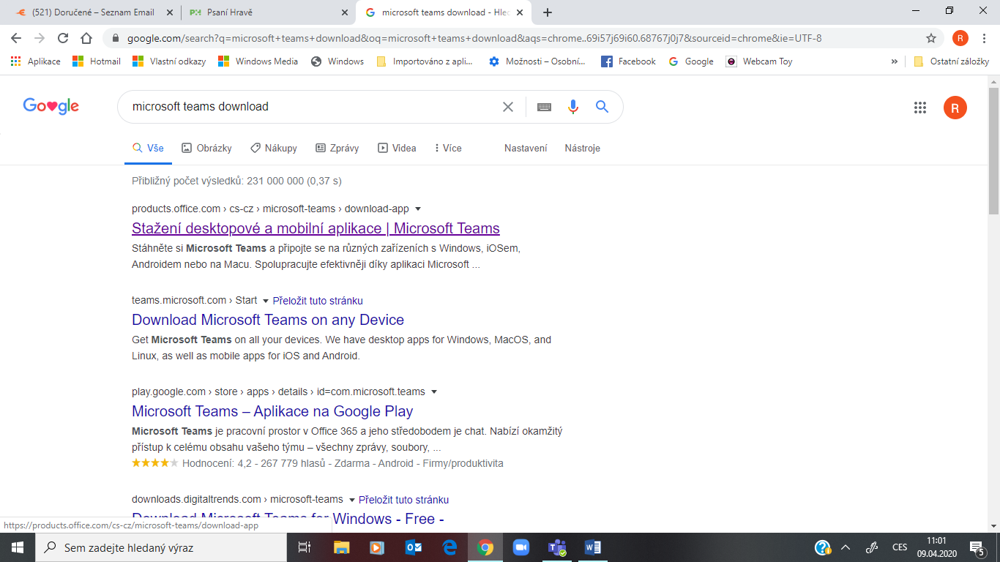 (521) Doručené – Seznam Email
Psaní Hravě
microsoft teams download - Hled
google.com/search?q=microsoft+teams+download&oq=microsoft+teams+download&aqs=chrome..69i57j69i60.68767j0j7&sourceid=chrome&ie=UTF-8
R
Aplikace
Hotmail
Vlastní odkazy
Windows Media
Windows
Importováno z apli...
Možnosti – Osobní...
Facebook
Google
Webcam Toy
»
Ostatní záložky
Google
microsoft teams download
R
Vše
Obrázky
Nákupy
Zprávy
Videa
Více
Nastavení
Nástroje
Přibližný počet výsledků: 231 000 000 (0,37 s)
products.office.com › cs-cz › microsoft-teams › download-app
Stažení desktopové a mobilní aplikace | Microsoft Teams
Stáhněte si Microsoft Teams a připojte se na různých zařízeních s Windows, iOSem,
Androidem nebo na Macu. Spolupracujte efektivněji díky aplikaci Microsoft ...
teams.microsoft.com › Start Přeložit tuto stránku
Download Microsoft Teams on any Device
Get Microsoft Teams on all your devices. We have desktop apps for Windows, MacOS, and
Linux, as well as mobile apps for iOS and Android.
play.google.com › store › apps › details › id=com.microsoft.teams
Microsoft Teams – Aplikace na Google Play
Microsoft Teams je pracovní prostor v Office 365 a jeho středobodem je chat. Nabízí okamžitý
přístup k celému obsahu vašeho týmu – všechny zprávy, soubory, ...
Hodnocení: 4,2 - 267 779 hlasů - Zdarma - Android - Firmy/produktivita
downloads.digitaltrends.com › microsoft-teams Přeložit tuto stránku
Download Microsoft Teams for Windows - Free -
https://products.office.com/cs-cz/microsoft-teams/download-app
Sem zadejte hledaný výraz
CES
11:01
09.04.2020
5